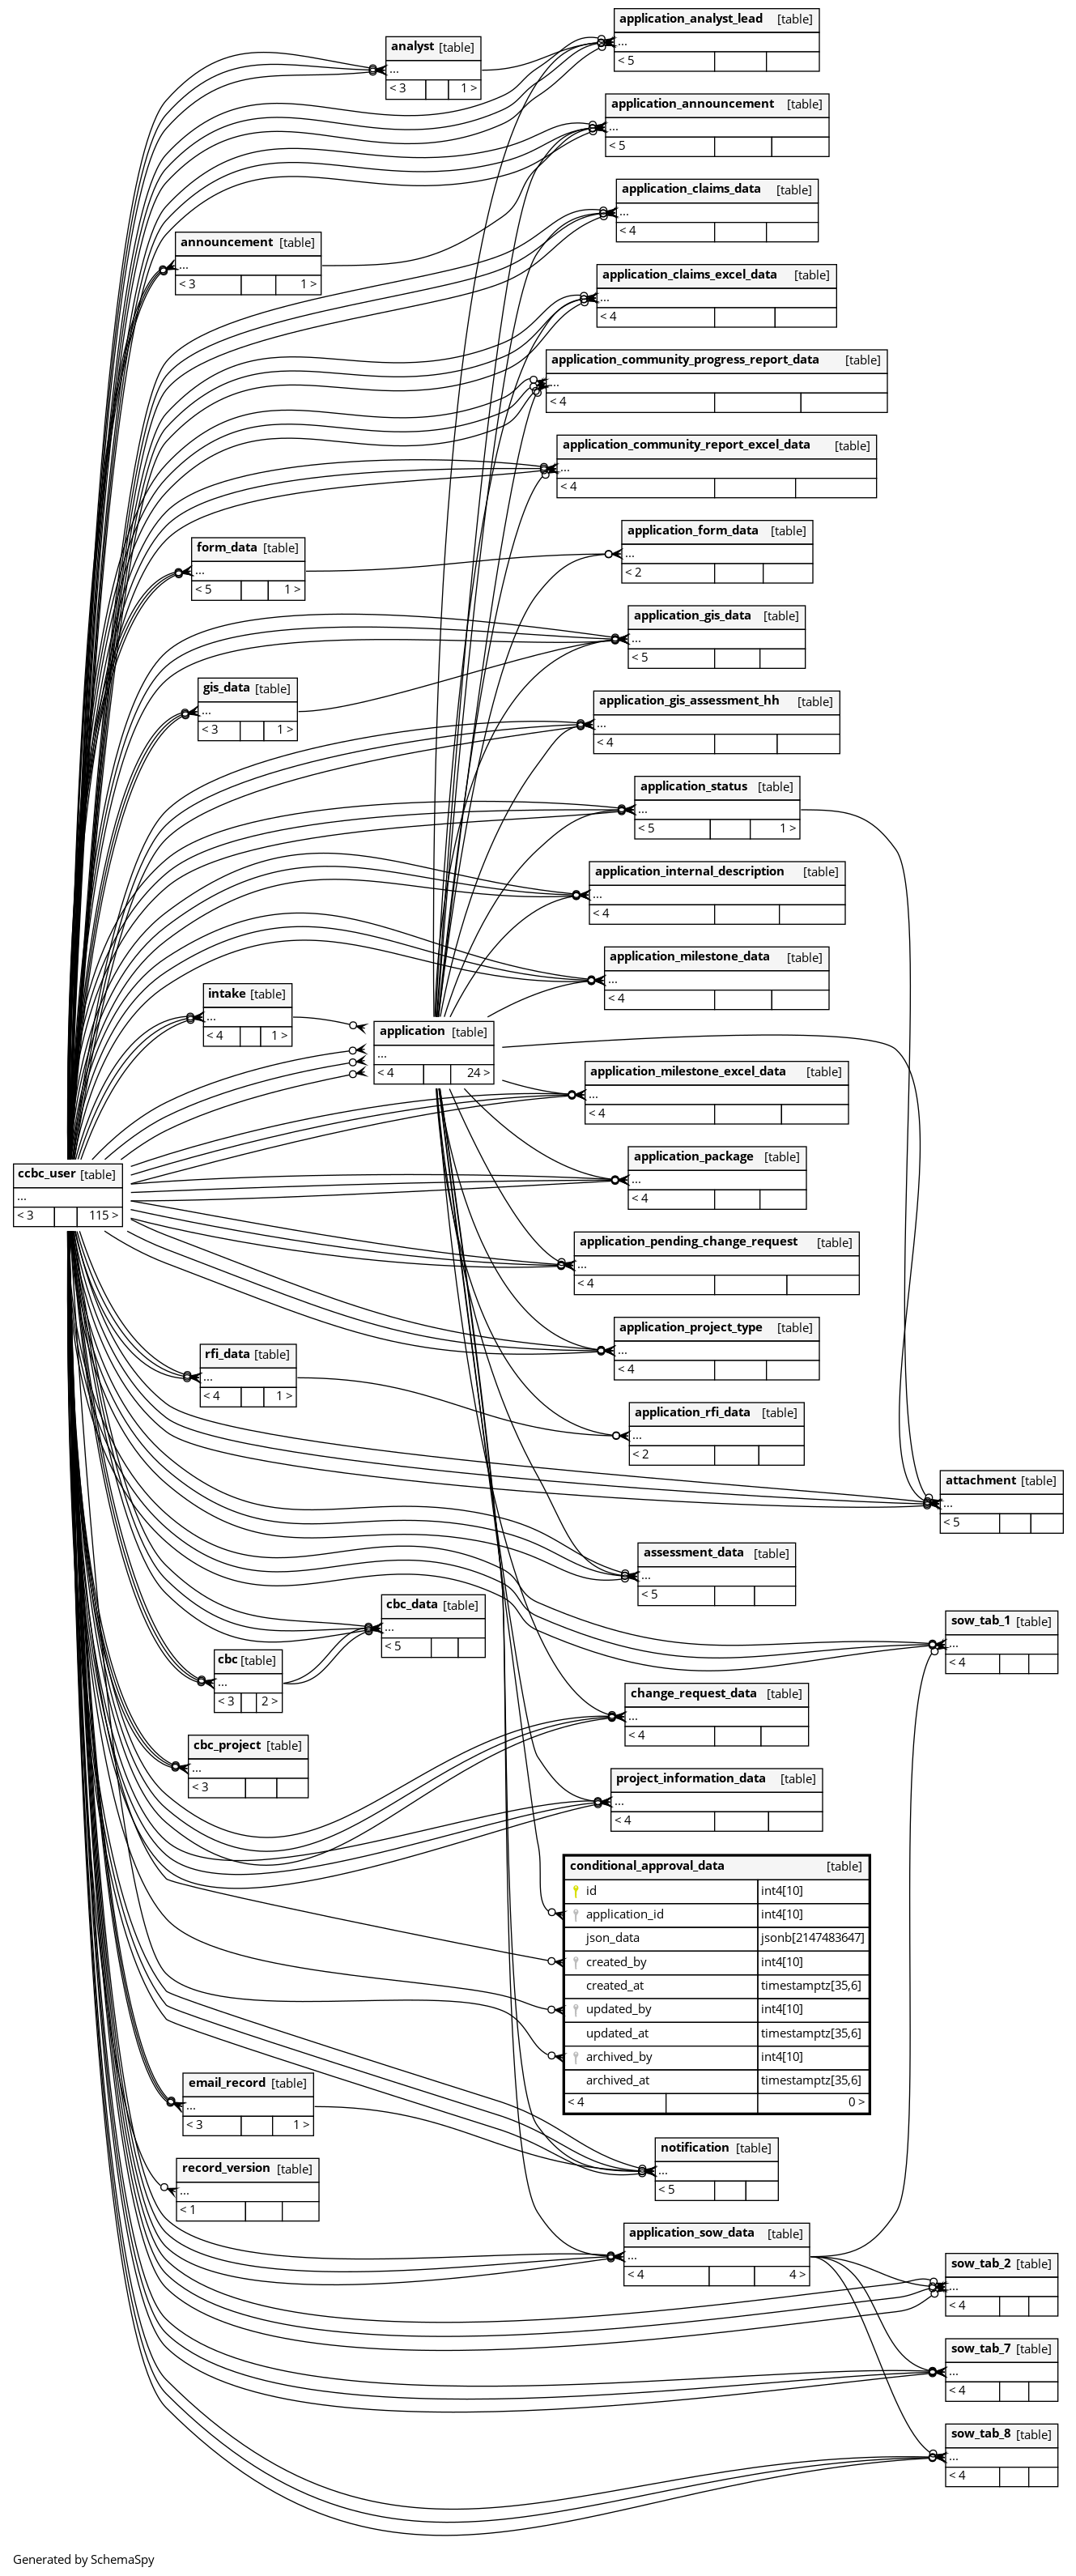 application_analyst_lead [table]
...
< 5
analyst [table]
...
< 3 1 >
application_announcement [table]
...
< 5
application_claims_data [table]
...
< 4
announcement [table]
...
< 3 1 >
application_claims_excel_data [table]
...
< 4
application_community_progress_report_data [table]
...
< 4
application_community_report_excel_data [table]
...
< 4
application_form_data [table]
...
< 2
form_data [table]
...
< 5 1 >
application_gis_data [table]
...
< 5
gis_data [table]
...
< 3 1 >
application_gis_assessment_hh [table]
...
< 4
application_status [table]
...
< 5 1 >
application_internal_description [table]
...
< 4
application_milestone_data [table]
...
< 4
intake [table]
...
< 4 1 >
application [table]
...
< 4 24 >
application_milestone_excel_data [table]
...
< 4
application_package [table]
...
< 4
ccbc_user [table]
...
< 3 115 >
application_pending_change_request [table]
...
< 4
application_project_type [table]
...
< 4
rfi_data [table]
...
< 4 1 >
application_rfi_data [table]
...
< 2
attachment [table]
...
< 5
assessment_data [table]
...
< 5
cbc_data [table]
...
< 5
sow_tab_1 [table]
...
< 4
cbc [table]
...
< 3 2 >
change_request_data [table]
...
< 4
cbc_project [table]
...
< 3
project_information_data [table]
...
< 4
conditional_approval_data [table]
id int4[10]
application_id int4[10]
json_data jsonb[2147483647]
created_by int4[10]
created_at timestamptz[35,6]
updated_by int4[10]
updated_at timestamptz[35,6]
archived_by int4[10]
archived_at timestamptz[35,6]
< 4 0 >
email_record [table]
...
< 3 1 >
notification [table]
...
< 5
record_version [table]
...
< 1
application_sow_data [table]
...
< 4 4 >
sow_tab_2 [table]
...
< 4
sow_tab_7 [table]
...
< 4
sow_tab_8 [table]
...
< 4
Generated by SchemaSpy